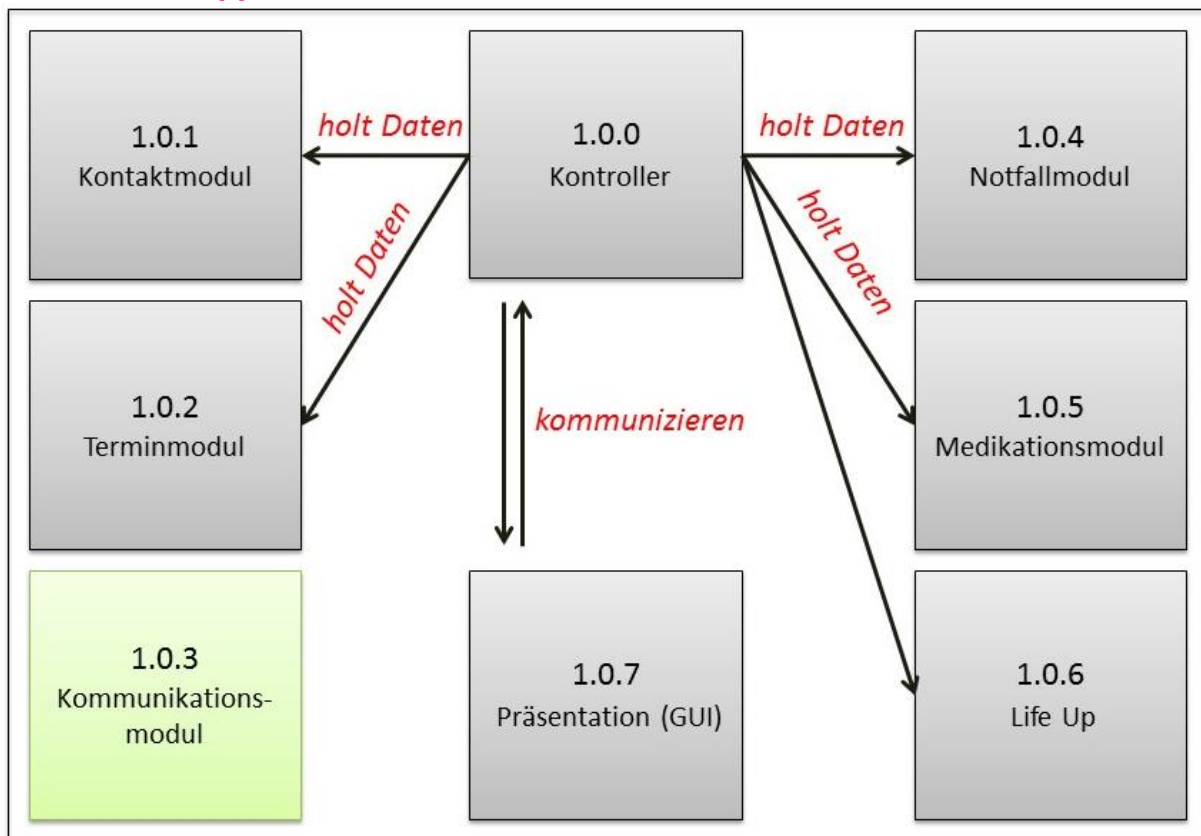 1.0.1
Kontaktmodul
holt Daten
1.0.0
Kontroller
holt Daten
1.0.4
Notfallmodul
holt Daten
holt Daten
1.0.2
Terminmodul
kommunizieren
1.0.5
Medikationsmodul
1.0.3
Kommunikations-
modul
1.0.7
Präsentation (GUI)
1.0.6
Life Up